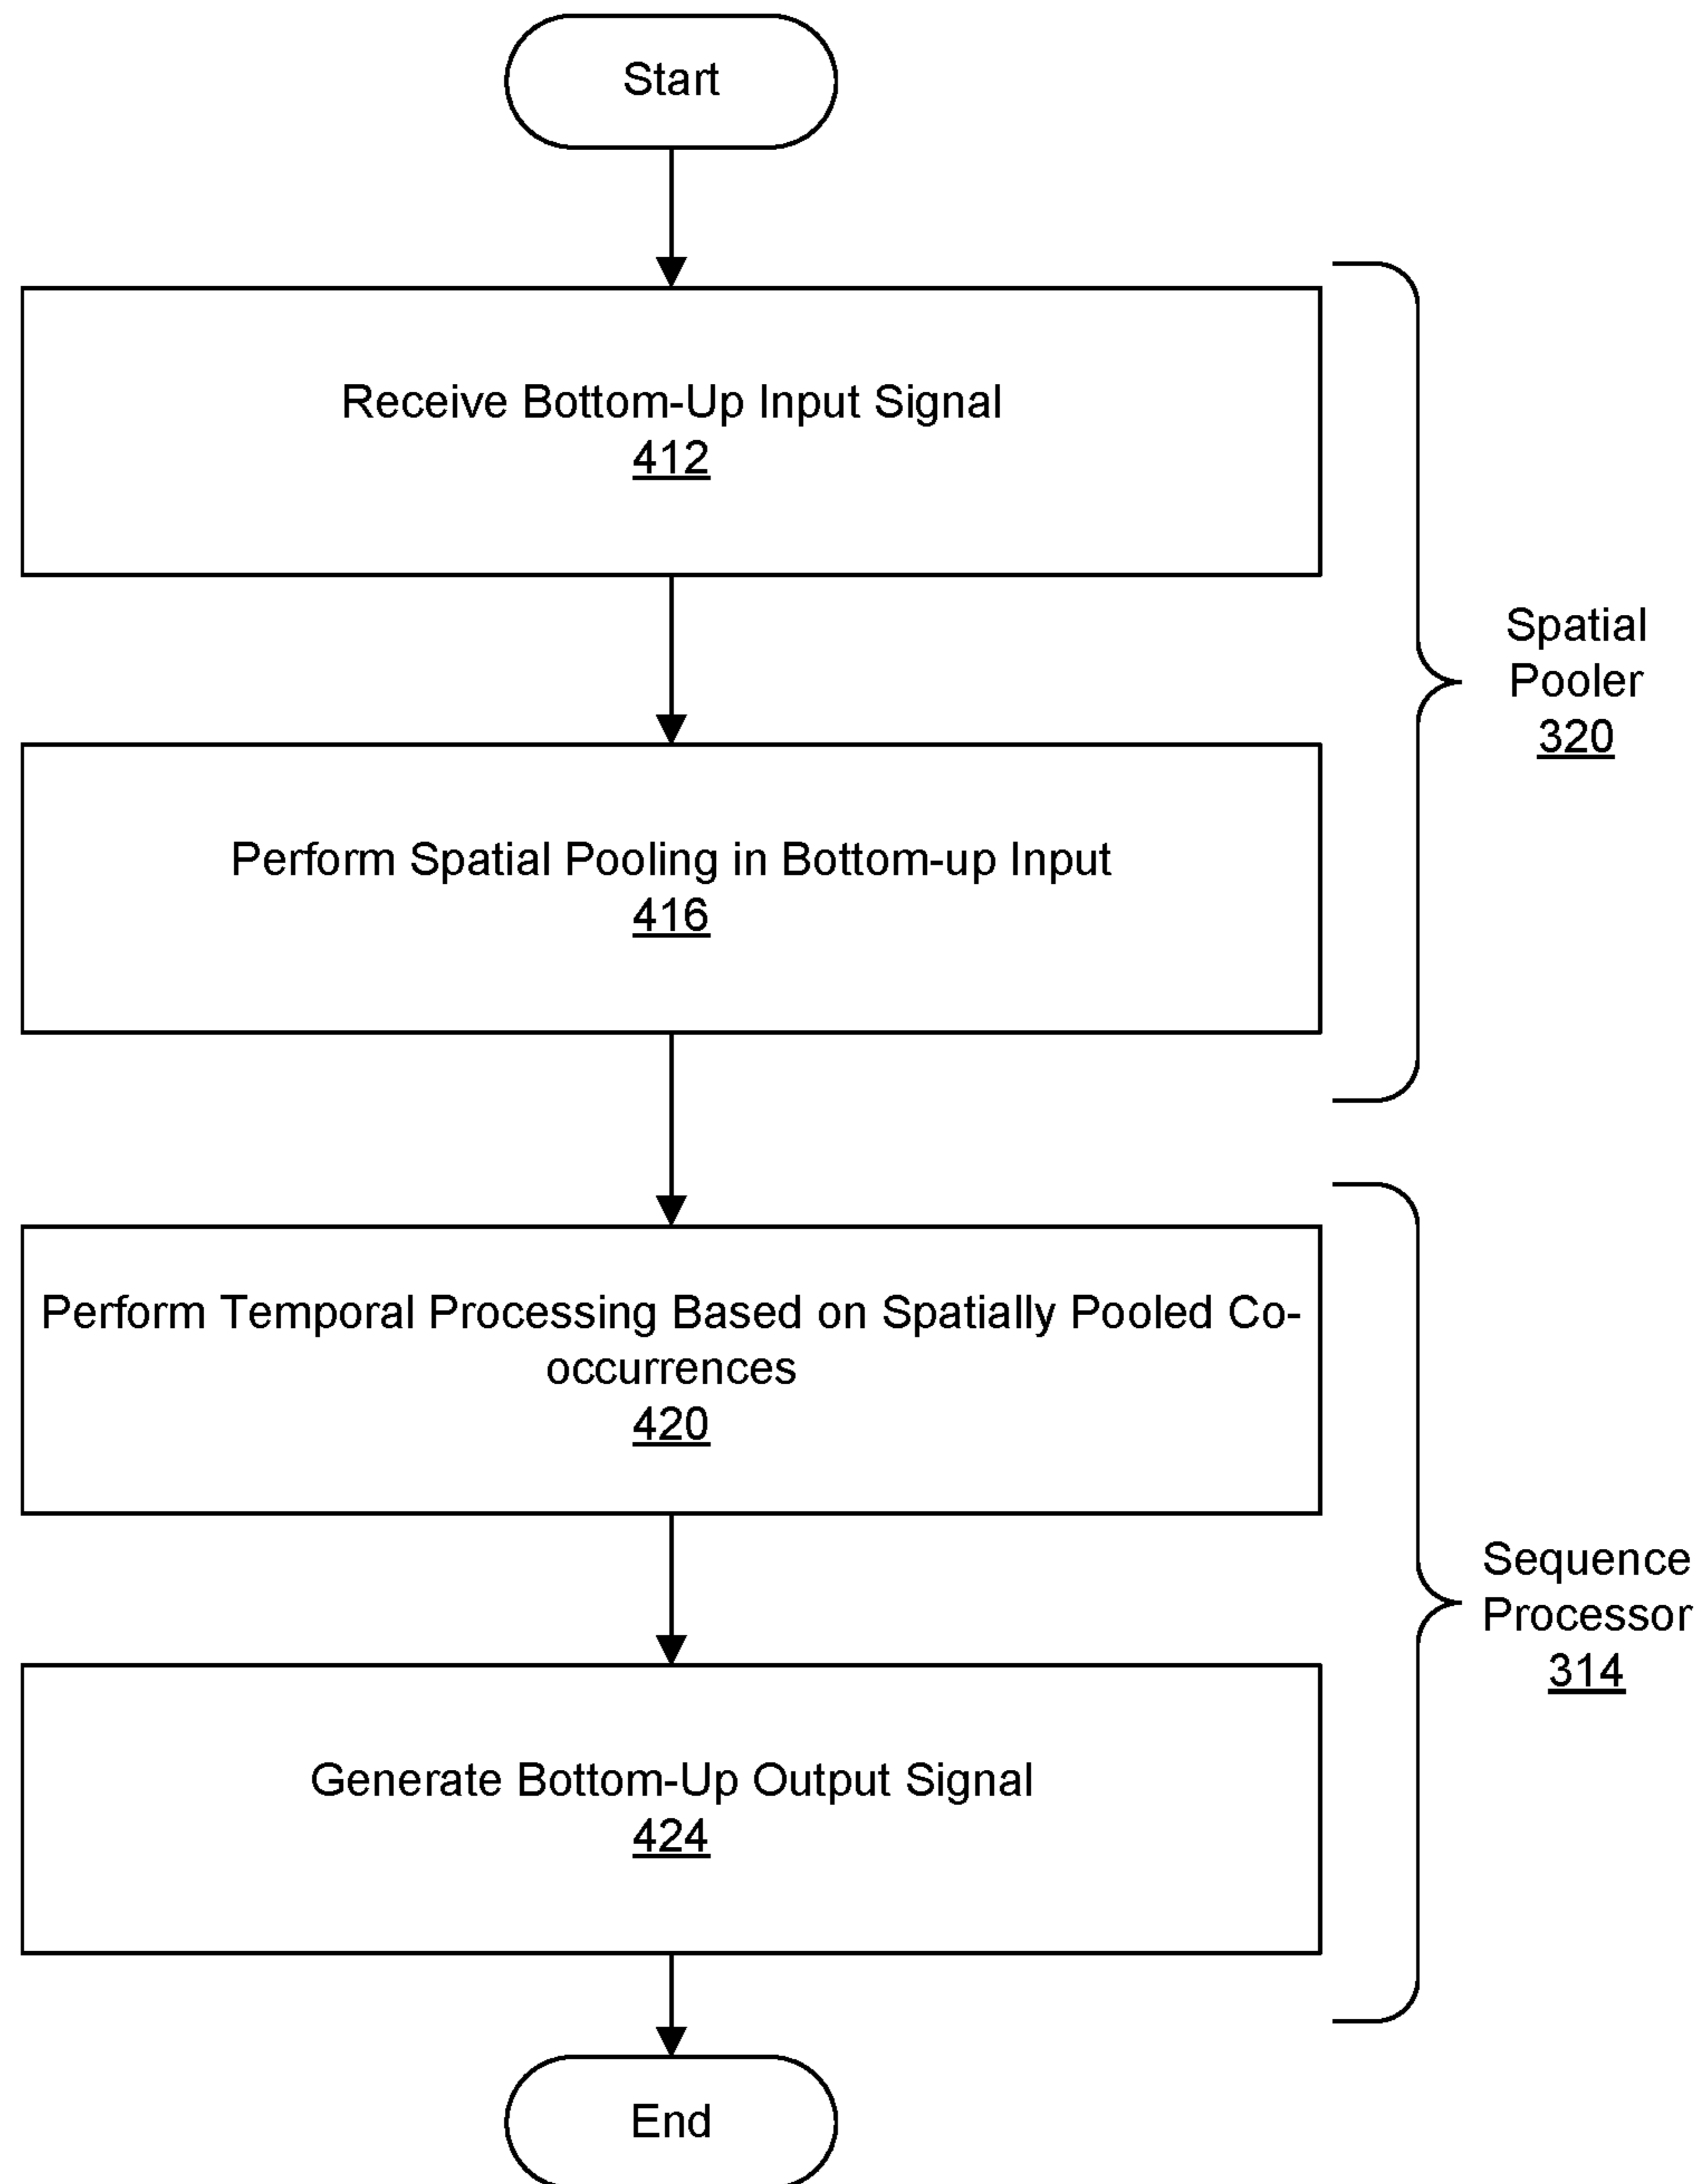 Start
Receive Bottom-Up Input Signal
412
Perform Spatial Pooling in Bottom-up Input
416
Spatial
Pooler
320
Perform Temporal Processing Based on Spatially Pooled Co-
occurrences
420
Generate Bottom-Up Output Signal
424
Sequence
Processor
314
End